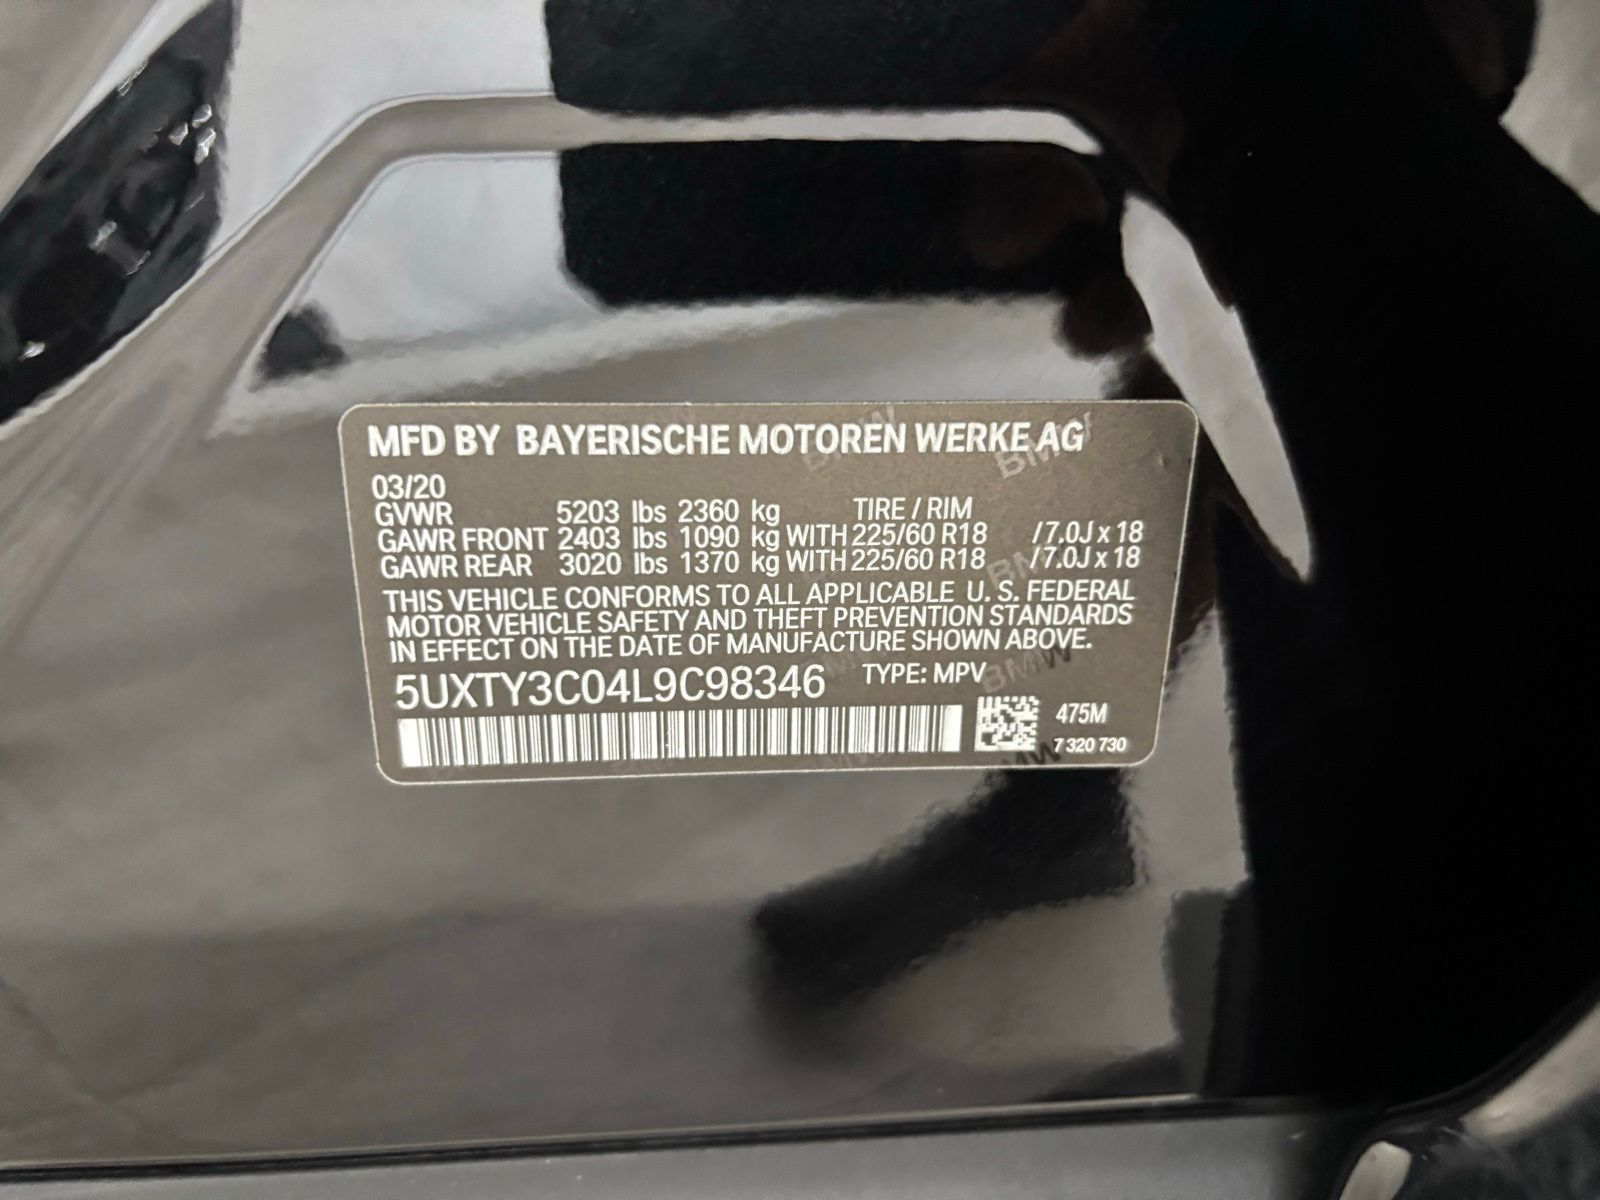 MFD BY BAYERISCHE MOTOREN WERKE AG
03/20
GVWR 5203 lbs 2360 kg TIRE / RIM
GAWR FRONT 2403 lbs 1090 kg WITH 225/60 R18 /7.0J x 18
GAWR REAR 3020 lbs 1370 kg WITH 225/60 R18 /7.0J x 18
THIS VEHICLE CONFORMS TO ALL APPLICABLE U. S. FEDERAL
MOTOR VEHICLE SAFETY AND THEFT PREVENTION STANDARDS
IN EFFECT ON THE DATE OF MANUFACTURE SHOWN ABOVE.
5UXTY3C04L9C98346 TYPE: MPV
475M
7 320 730